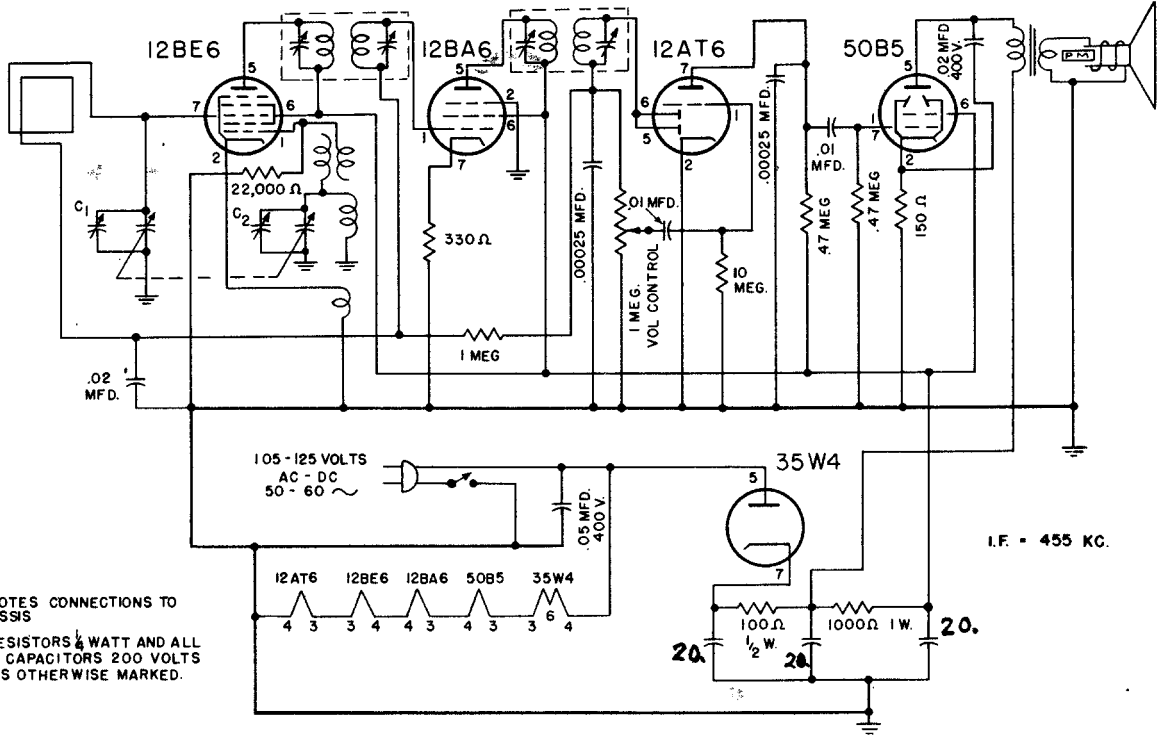 12BE6
12BA6
12AT6
50B5
5
7
6
1
2
22,000 Ω
C1
C2
5
2
6
1
7
330 Ω
.00025 MFD.
1 MEG.
VOL CONTROL
.01 MFD.
7
6
5
1
2
10
MEG.
.00025 MFD.
.47 MEG
.01
MFD.
.47 MEG
5
1
7
6
2
150 Ω
.02 MFD
400 V.
PM
1 MEG
.02
MFD.
105-125 VOLTS
AC - DC
50 - 60 ~
.05 MFD.
400 V.
35W4
5
7
I.F. = 455 KC.
12AT6 12BE6 12BA6 50B5 35W4
4 3 3 4 4 3 4 3 3 6 4
100Ω
1/2 W.
1000Ω 1W.
20.
20.
20.
OTES CONNECTIONS TO
SSIS
ESISTORS 1/4 WATT AND ALL
CAPACITORS 200 VOLTS
S OTHERWISE MARKED.